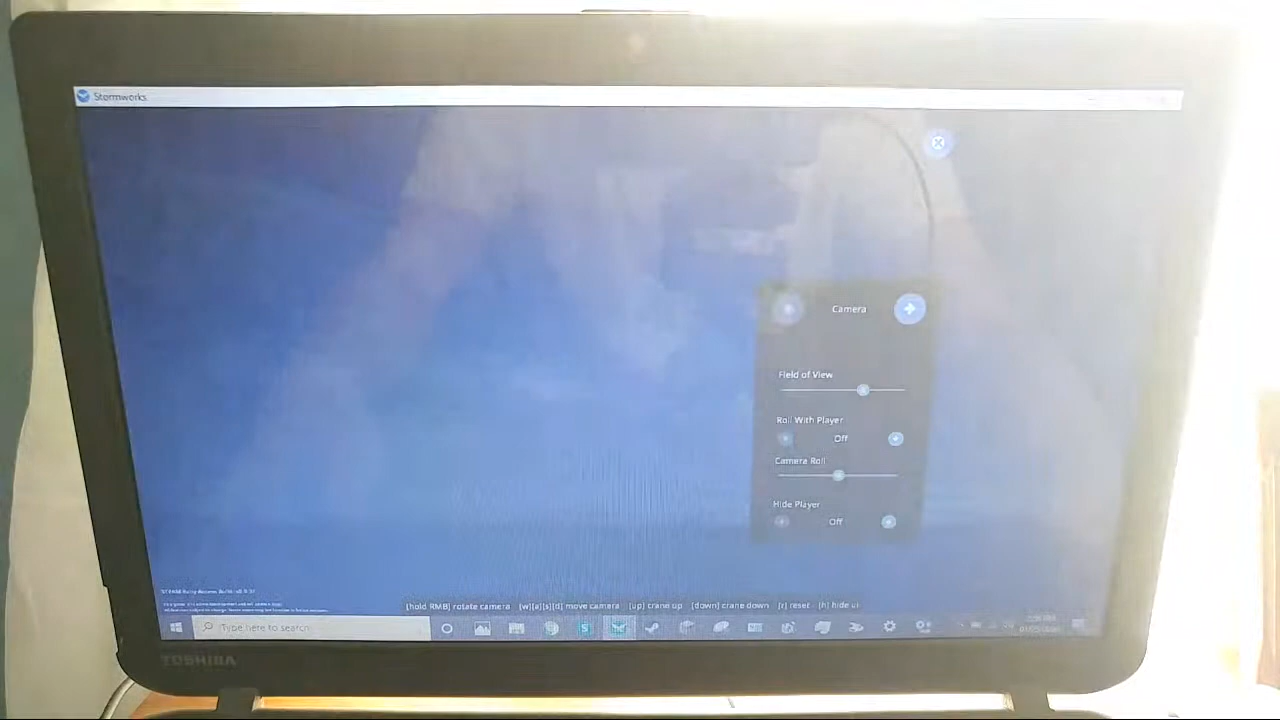 Stormworks
Camera
Field of View
Roll With Player
Off
Camera Roll
Hide Player
Off
[hold RMB] rotate camera [w][a][s][d] move camera [up] crane up [down] crane down [r] reset [h] hide ui
Type here to search
TOSHIBA